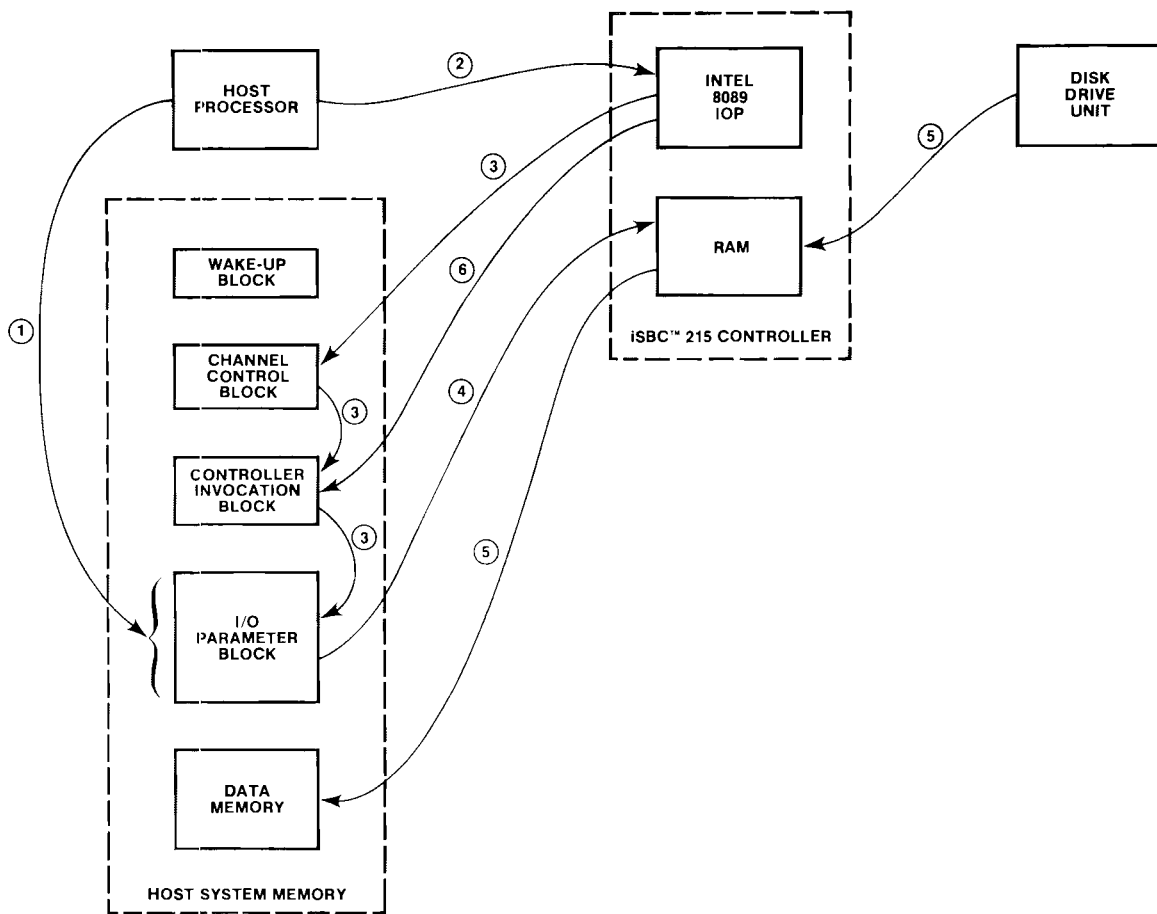 HOST
PROCESSOR
2
INTEL
8089
IOP
DISK
DRIVE
UNIT
5
3
RAM
WAKE-UP
BLOCK
6
1
iSBC™ 215 CONTROLLER
CHANNEL
CONTROL
BLOCK
4
3
CONTROLLER
INVOCATION
BLOCK
3
5
I/O
PARAMETER
BLOCK
DATA
MEMORY
HOST SYSTEM MEMORY